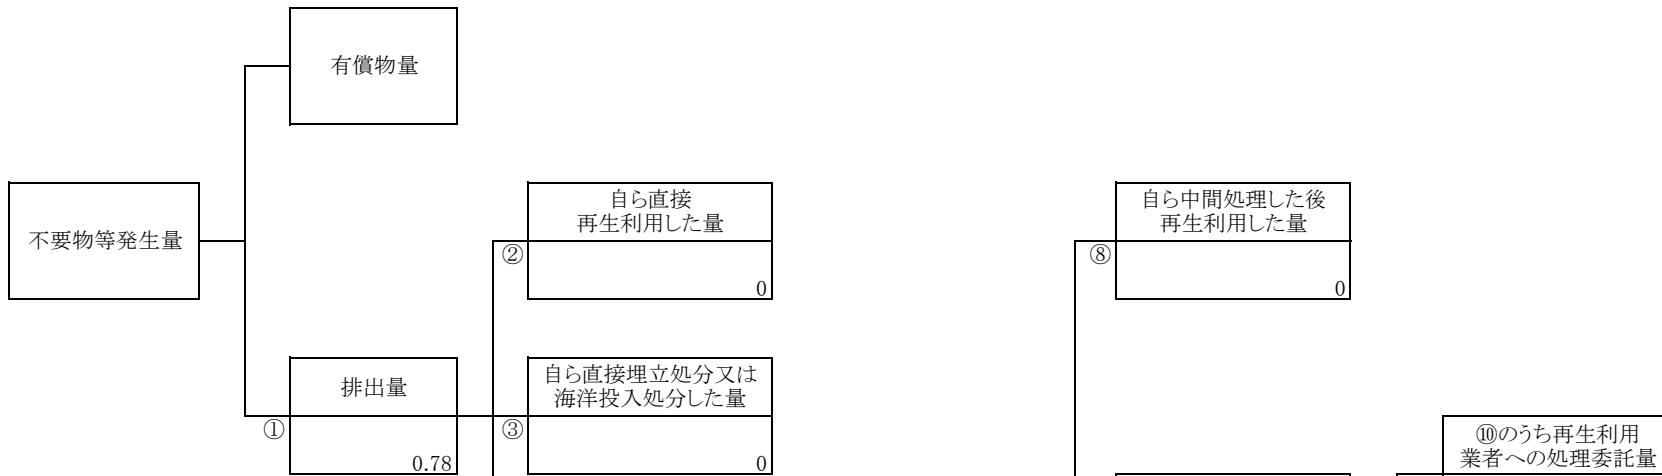 有償物量
不要物等発生量
自ら直接
再生利用した量
②
0
自ら中間処理した後
再生利用した量
⑧
0
排出量
①
0.78
自ら直接埋立処分又は
海洋投入処分した量
③
0
⑩のうち再生利用
業者への処理委託量